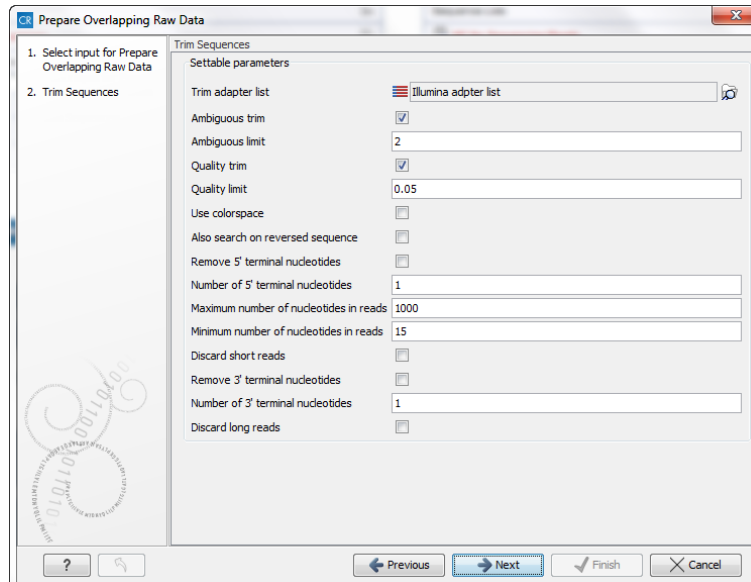 CR Prepare Overlapping Raw Data
1. Select input for Prepare
Overlapping Raw Data
2. Trim Sequences
Trim Sequences
Settable parameters
Trim adapter list Illumina adpter list
Ambiguous trim
Ambiguous limit 2
Quality trim
Quality limit 0.05
Use colorspace
Also search on reversed sequence
Remove 5' terminal nucleotides
Number of 5' terminal nucleotides 1
Maximum number of nucleotides in reads 1000
Minimum number of nucleotides in reads 15
Discard short reads
Remove 3' terminal nucleotides
Number of 3' terminal nucleotides 1
Discard long reads
? Previous Next Finish Cancel